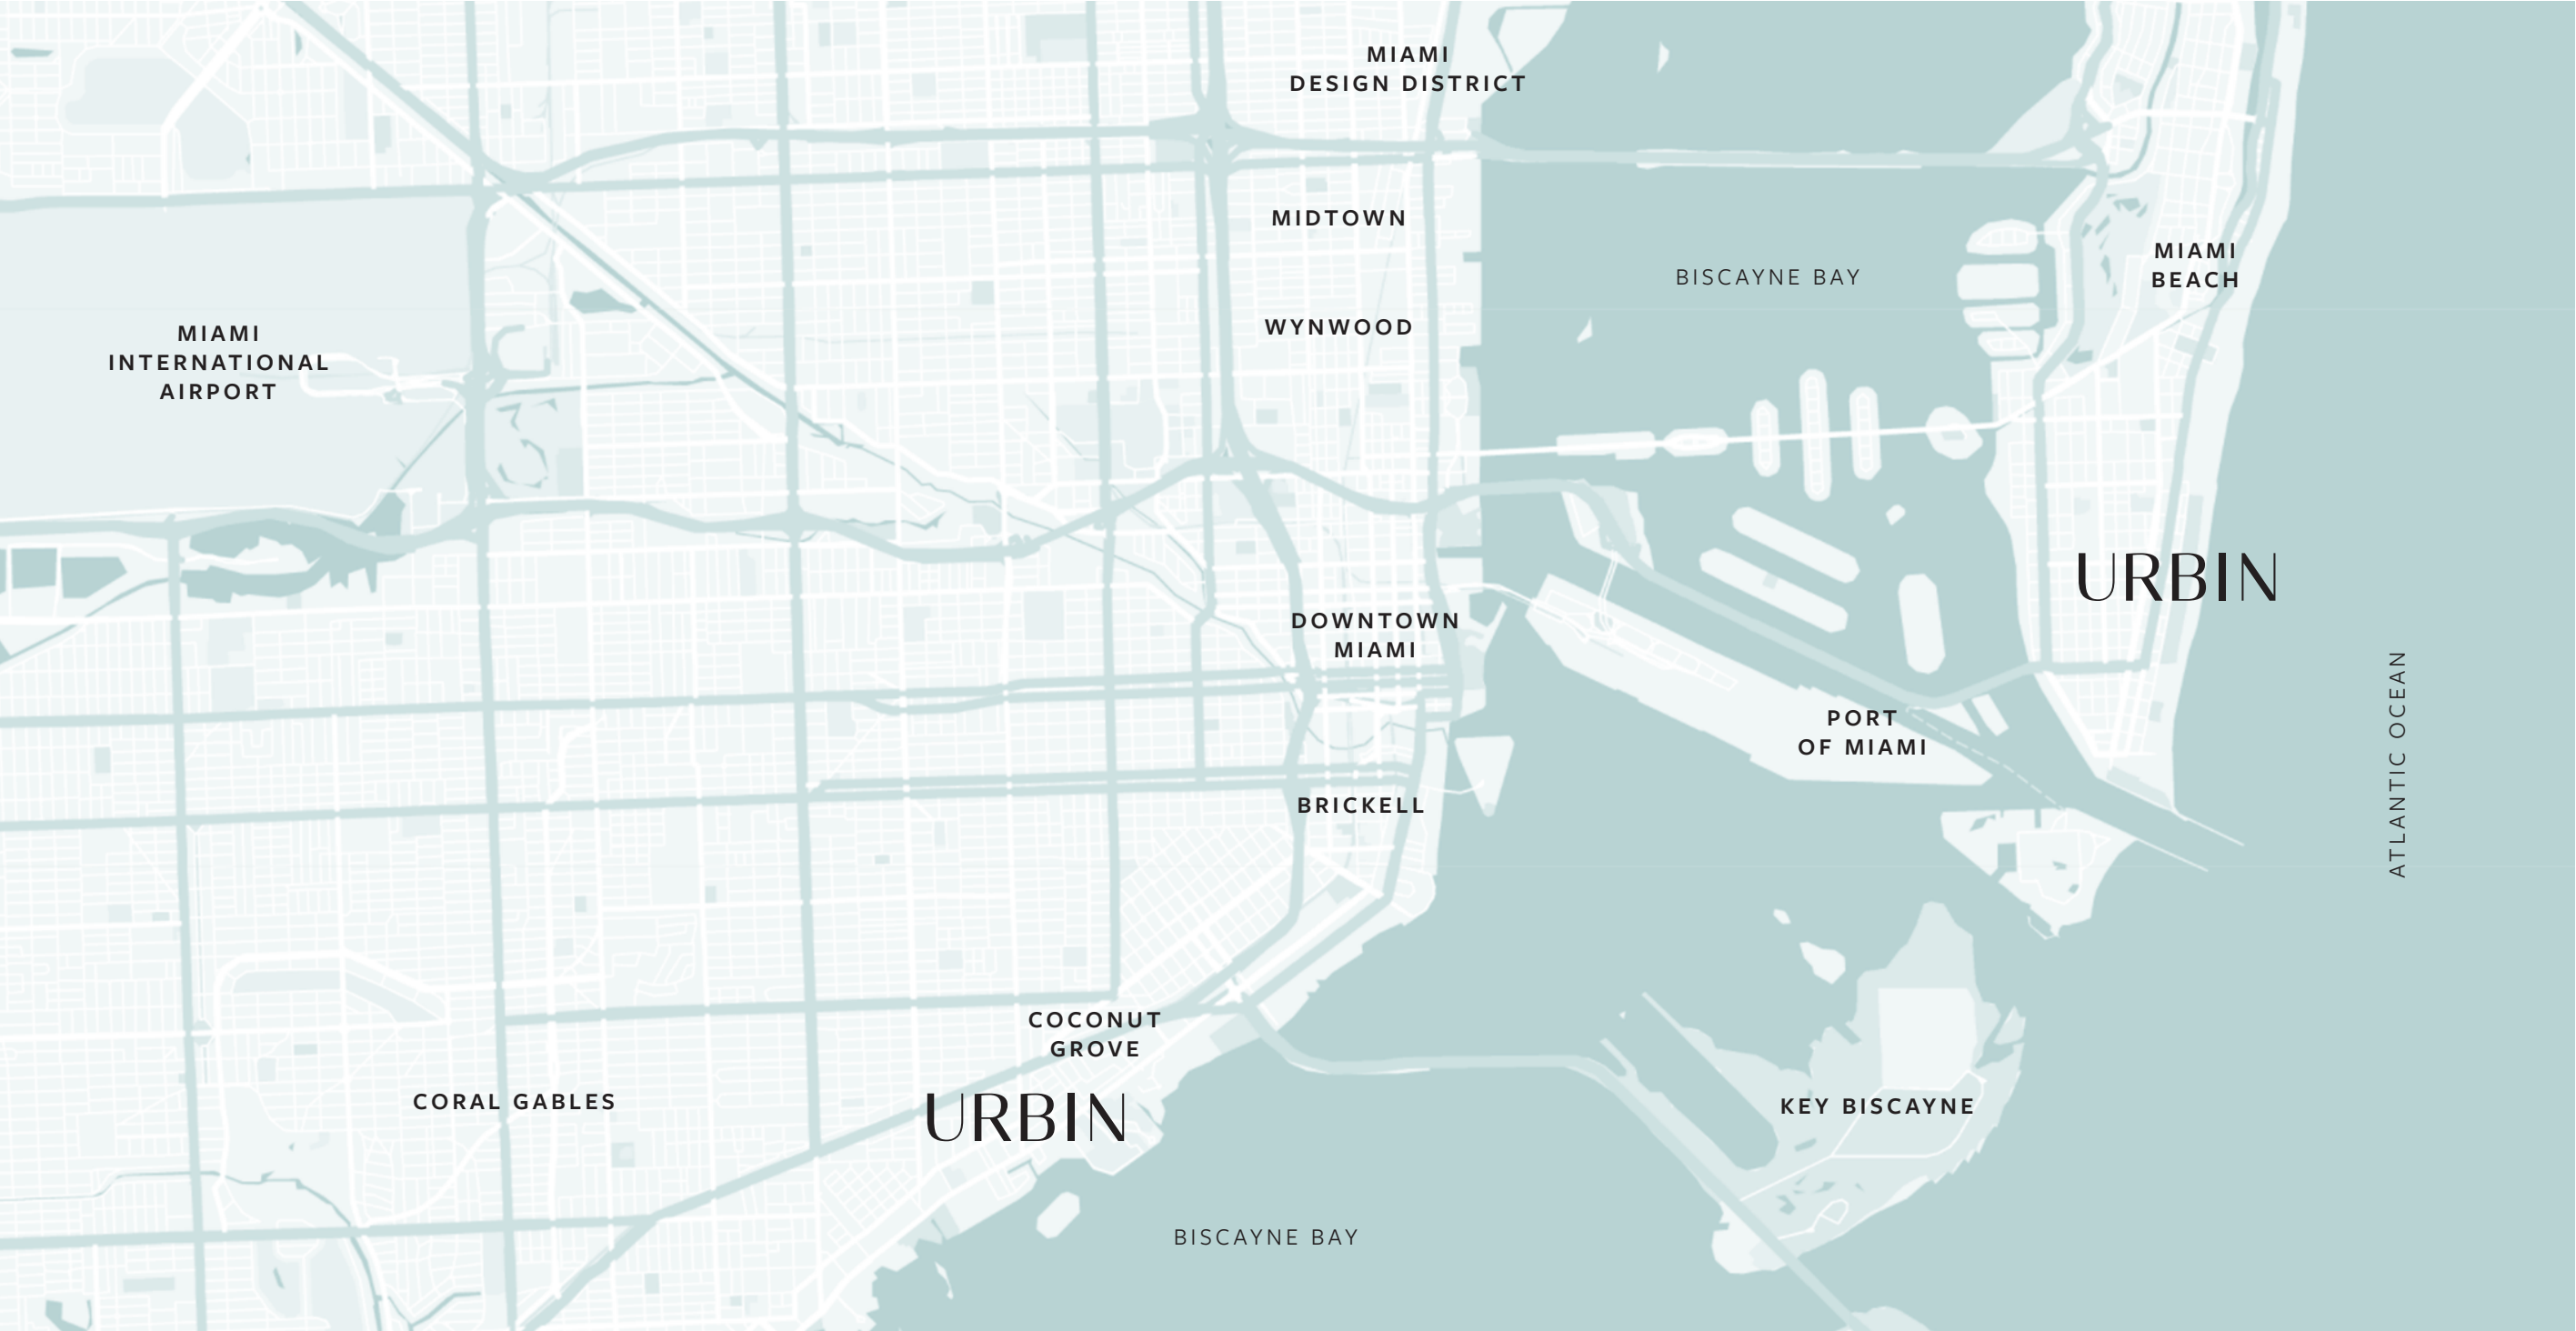 MIAMI
DESIGN DISTRICT
MIDTOWN
MIAMI
BEACH
BISCAYNE BAY
WYNWOOD
MIAMI
INTERNATIONAL
AIRPORT
URBIN
DOWNTOWN
MIAMI
ATLANTIC OCEAN
PORT
OF MIAMI
BRICKELL
COCONUT
GROVE
CORAL GABLES
URBIN
KEY BISCAYNE
BISCAYNE BAY